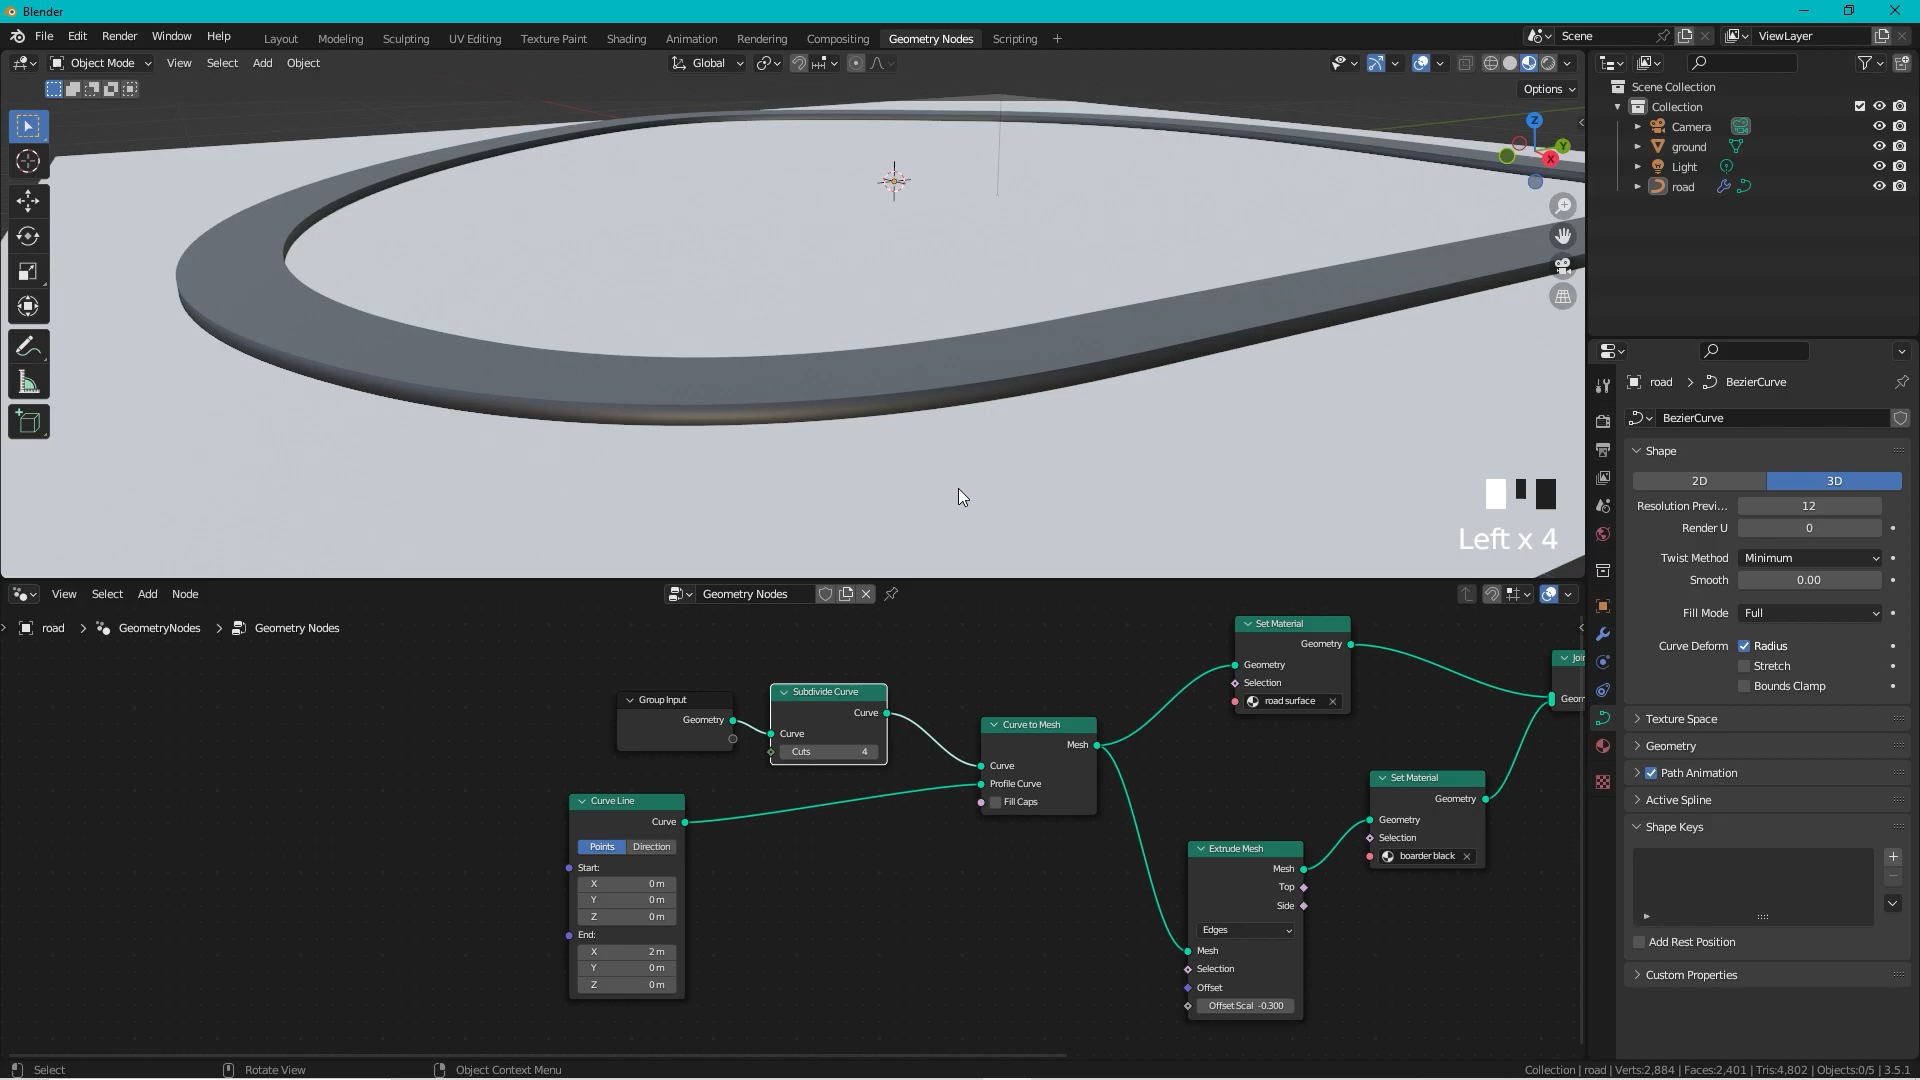 Blender
File Edit Render Window Help
Layout Modeling Sculpting UV Editing Texture Paint Shading Animation Rendering Compositing Geometry Nodes Scripting +
Scene
ViewLayer
Object Mode View Select Add Object
Global
Options
Z
Y
X
Left x 4
Scene Collection
Collection
Camera
ground
Light
road
road > BezierCurve
BezierCurve
Shape
2D 3D
Resolution Previ... 12
Render U 0
Twist Method Minimum
Smooth 0.00
Fill Mode Full
Curve Deform Radius
Stretch
Bounds Clamp
Texture Space
Geometry
Path Animation
Active Spline
Shape Keys
Add Rest Position
Custom Properties
View Select Add Node
Geometry Nodes
road > GeometryNodes > Geometry Nodes
Group Input
Geometry
Subdivide Curve
Curve
Curve
Cuts 4
Curve Line
Curve
Points Direction
Start:
X 0 m
Y 0 m
Z 0 m
End:
X 2 m
Y 0 m
Z 0 m
Curve to Mesh
Mesh
Curve
Profile Curve
Fill Caps
Set Material
Geometry
Geometry
Selection
road surface
Extrude Mesh
Mesh
Top
Side
Edges
Mesh
Selection
Offset
Offset Scal -0.300
Set Material
Geometry
Geometry
Selection
boarder black
Joi
Geom
Select
Rotate View
Object Context Menu
Collection | road | Verts:2,884 | Faces:2,401 | Tris:4,802 | Objects:0/5 | 3.5.1